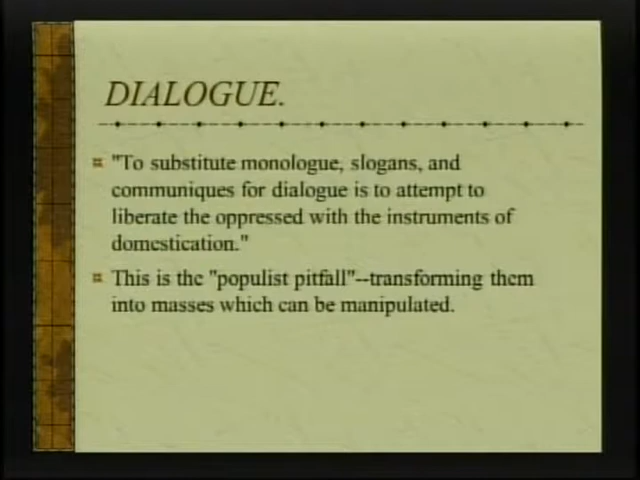 DIALOGUE.
"To substitute monologue, slogans, and
communiques for dialogue is to attempt to
liberate the oppressed with the instruments of
domestication."
This is the "populist pitfall"--transforming them
into masses which can be manipulated.